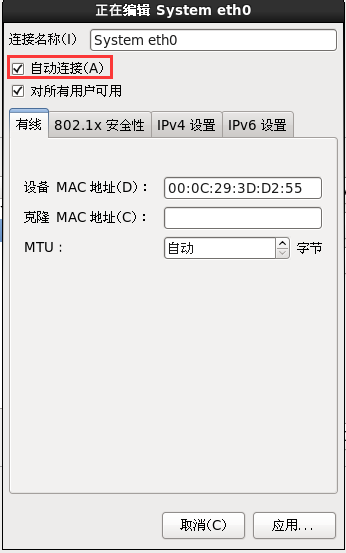 正在编辑 System eth0
连接名称(I) System eth0
自动连接(A)
对所有用户可用
有线 802.1x 安全性 IPv4 设置 IPv6 设置
设备 MAC 地址(D)： 00:0C:29:3D:D2:55
克隆 MAC 地址(C)：
MTU： 自动 字节
取消(C) 应用...